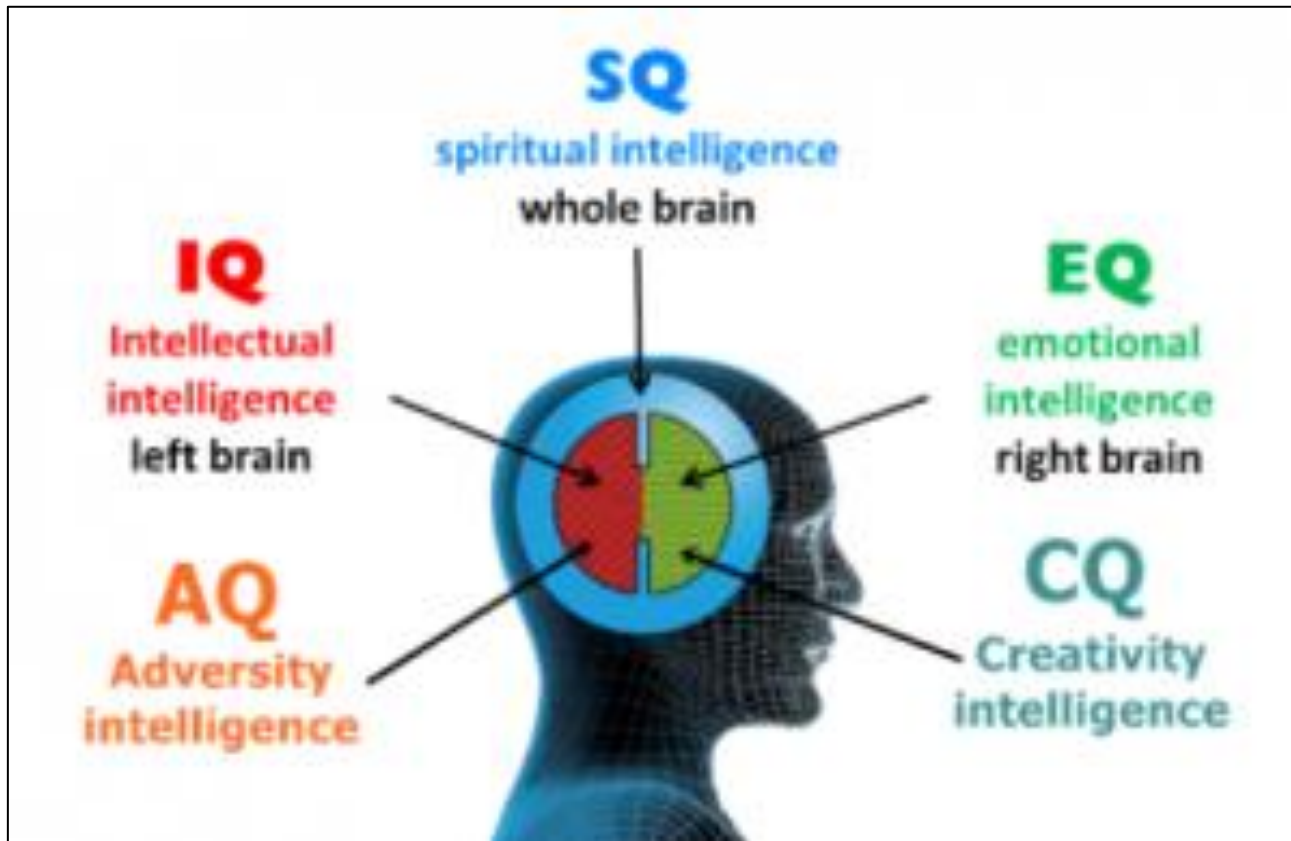 SQ
spiritual intelligence
whole brain
IQ
Intellectual
intelligence
left brain
EQ
emotional
intelligence
right brain
AQ
Adversity
intelligence
CQ
Creativity
intelligence